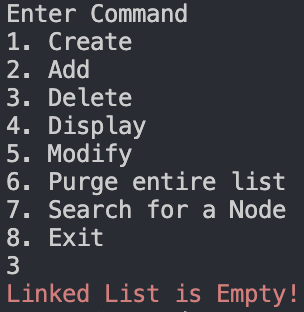 Enter Command
1. Create
2. Add
3. Delete
4. Display
5. Modify
6. Purge entire list
7. Search for a Node
8. Exit
3
Linked List is Empty!